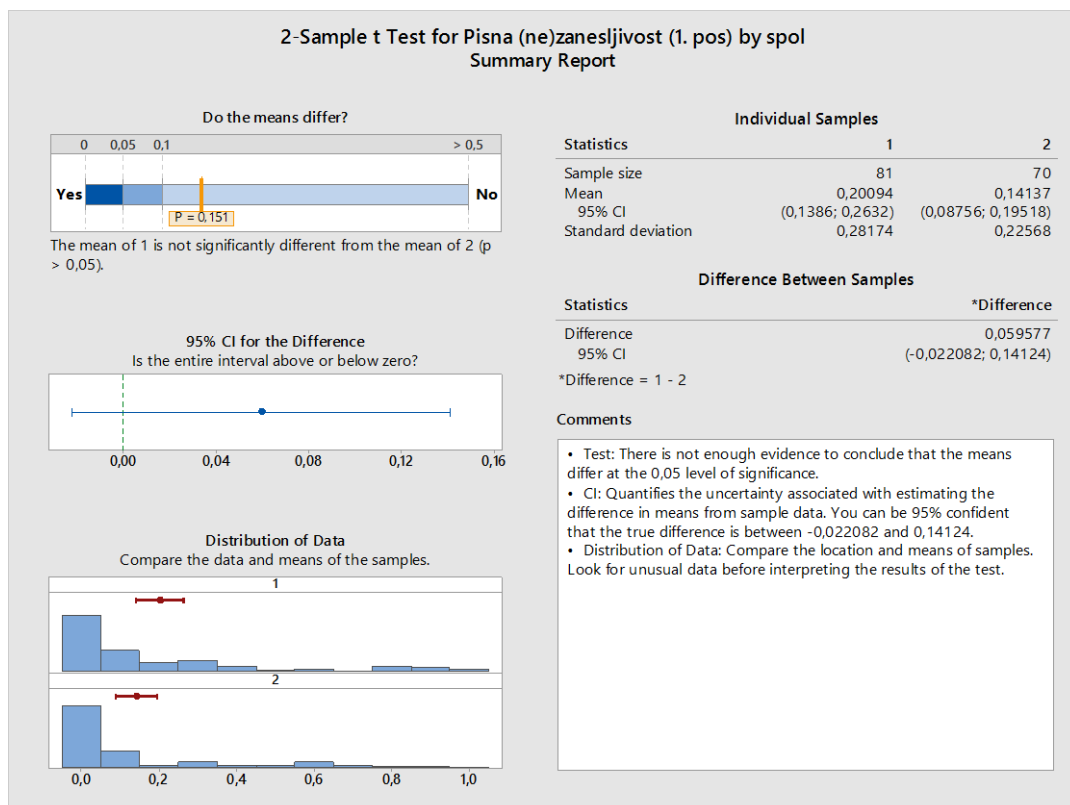 2-Sample t Test for Pisna (ne)zanesljivost (1. pos) by spol
Summary Report
Do the means differ?
0 0,05 0,1 > 0,5
Yes No
P = 0,151
The mean of 1 is not significantly different from the mean of 2 (p
> 0,05).
95% CI for the Difference
Is the entire interval above or below zero?
0,00 0,04 0,08 0,12 0,16
Distribution of Data
Compare the data and means of the samples.
1
2
0,0 0,2 0,4 0,6 0,8 1,0
Individual Samples
Statistics 1 2
Sample size 81 70
Mean 0,20094 0,14137
95% CI (0,1386; 0,2632) (0,08756; 0,19518)
Standard deviation 0,28174 0,22568
Difference Between Samples
Statistics *Difference
Difference 0,059577
95% CI (-0,022082; 0,14124)
*Difference = 1 - 2
Comments
• Test: There is not enough evidence to conclude that the means
differ at the 0,05 level of significance.
• CI: Quantifies the uncertainty associated with estimating the
difference in means from sample data. You can be 95% confident
that the true difference is between -0,022082 and 0,14124.
• Distribution of Data: Compare the location and means of samples.
Look for unusual data before interpreting the results of the test.